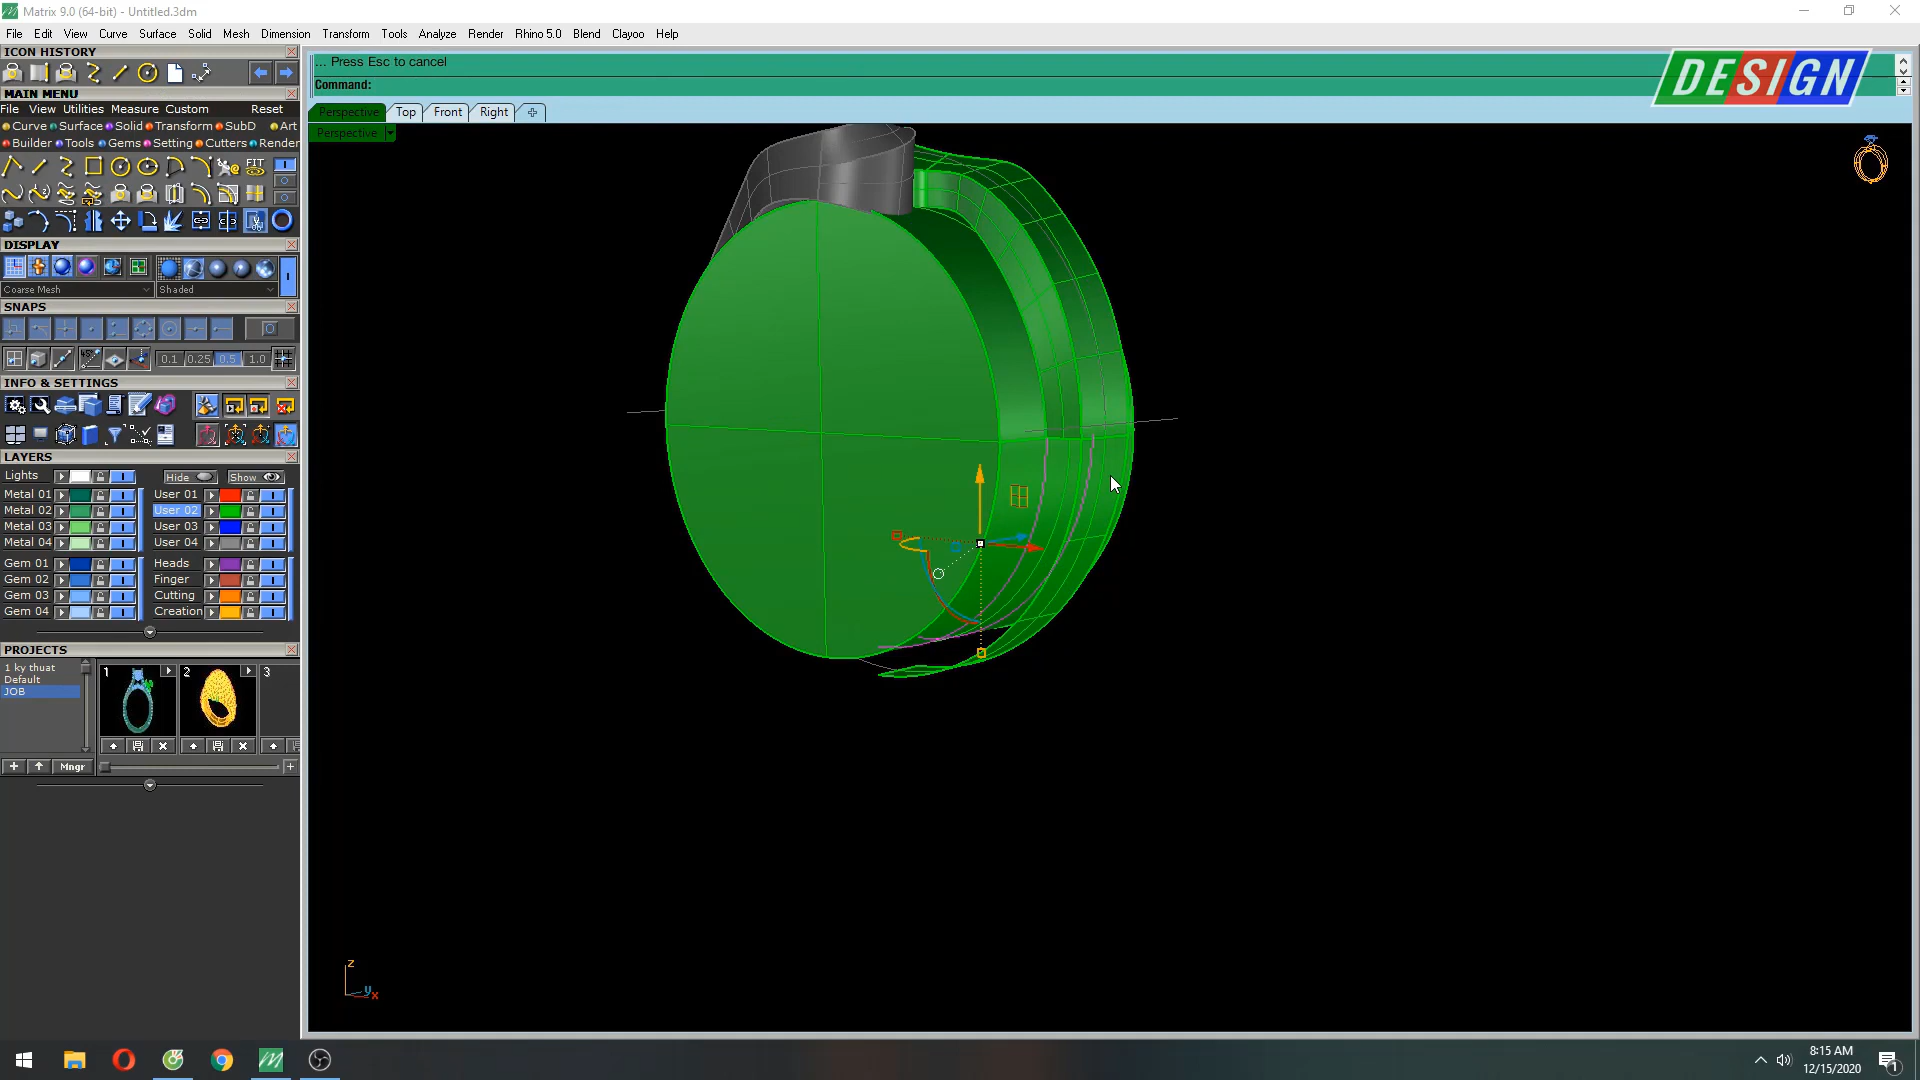 Matrix 9.0 (64-bit) - Untitled.3dm
File Edit View Curve Surface Solid Mesh Dimension Transform Tools Analyze Render Rhino 5.0 Blend Clayoo Help
ICON HISTORY
... Press Esc to cancel
Command:
DESIGN
MAIN MENU
File View Utilities Measure Custom Reset
Perspective Top Front Right
Curve Surface Solid Transform SubD Art
Perspective
Builder Tools Gems Setting Cutters Render
FIT
DISPLAY
Coarse Mesh Shaded
SNAPS
45°
0.1 0.25 0.5 1.0
INFO & SETTINGS
LAYERS
Lights Hide Show
Metal 01 User 01
Metal 02 User 02
Metal 03 User 03
Metal 04 User 04
Gem 01 Heads
Gem 02 Finger
Gem 03 Cutting
Gem 04 Creation
PROJECTS
1 ky thuat
Default
JOB
1 2 3
Mngr
z
y
x
8:15 AM
12/15/2020
1